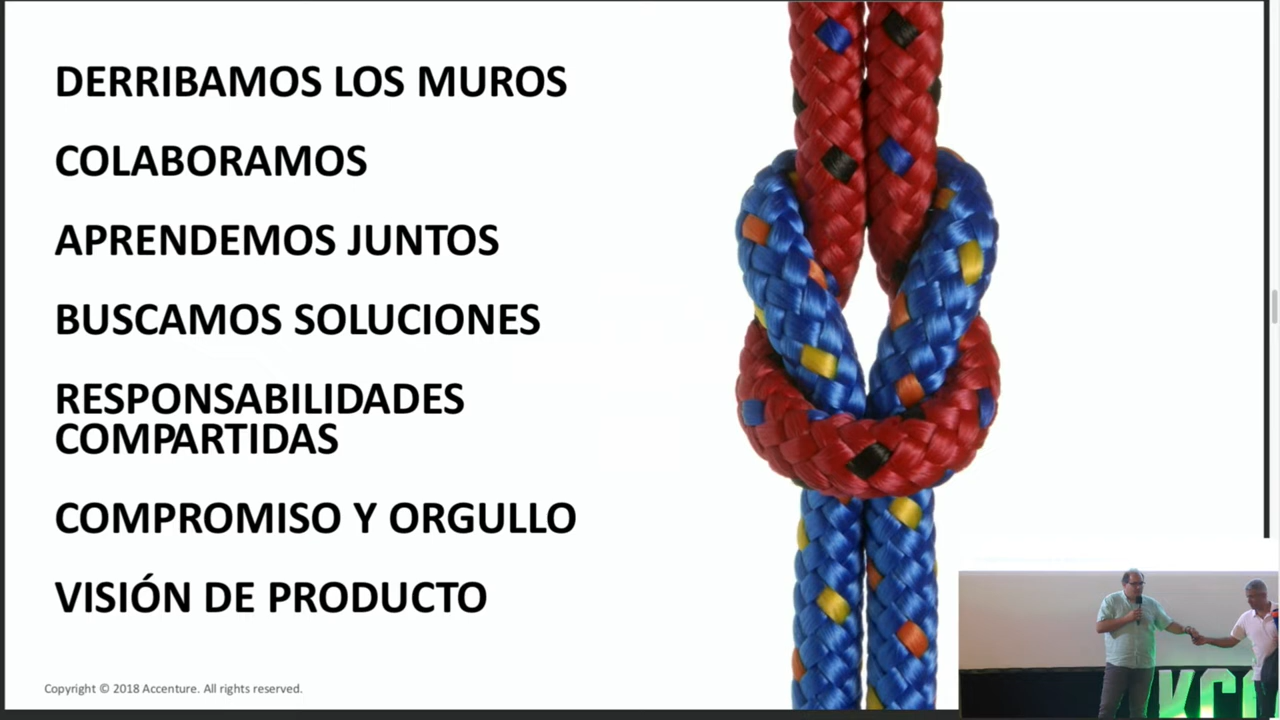 DERRIBAMOS LOS MUROS
COLABORAMOS
APRENDEMOS JUNTOS
BUSCAMOS SOLUCIONES
RESPONSABILIDADES
COMPARTIDAS
COMPROMISO Y ORGULLO
VISIÓN DE PRODUCTO
Copyright © 2018 Accenture. All rights reserved.